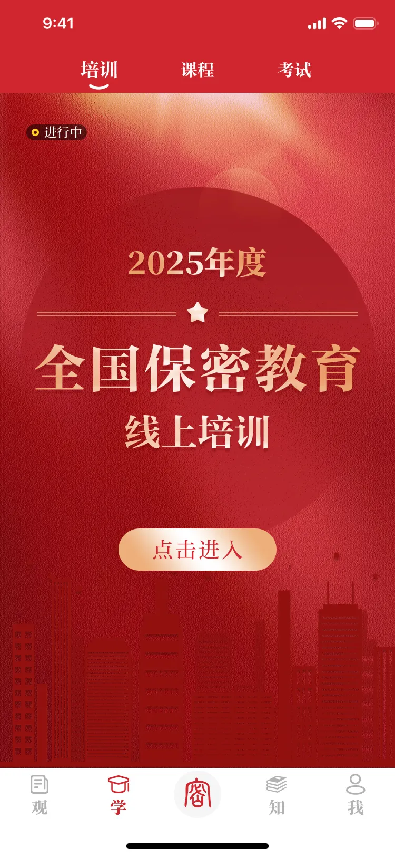 9:41
培训 课程 考试
进行中
2025年度
全国保密教育
线上培训
点击进入
密
观 学 知 我